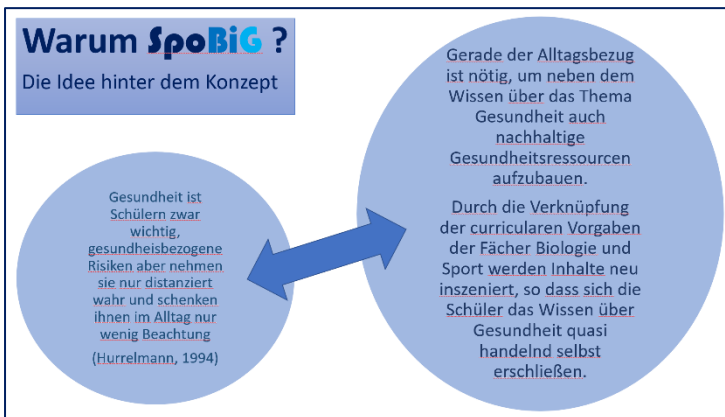 Warum SpoBiG ?
Die Idee hinter dem Konzept
Gesundheit ist
Schülern zwar
wichtig,
gesundheisbezogene
Risiken aber nehmen
sie nur distanziert
wahr und schenken
ihnen im Alltag nur
wenig Beachtung
(Hurrelmann, 1994)
Gerade der Alltagsbezug
ist nötig, um neben dem
Wissen über das Thema
Gesundheit auch
nachhaltige
Gesundheitsressourcen
aufzubauen.
Durch die Verknüpfung
der curricularen Vorgaben
der Fächer Biologie und
Sport werden Inhalte neu
inszeniert, so dass sich die
Schüler das Wissen über
Gesundheit quasi
handelnd selbst
erschließen.